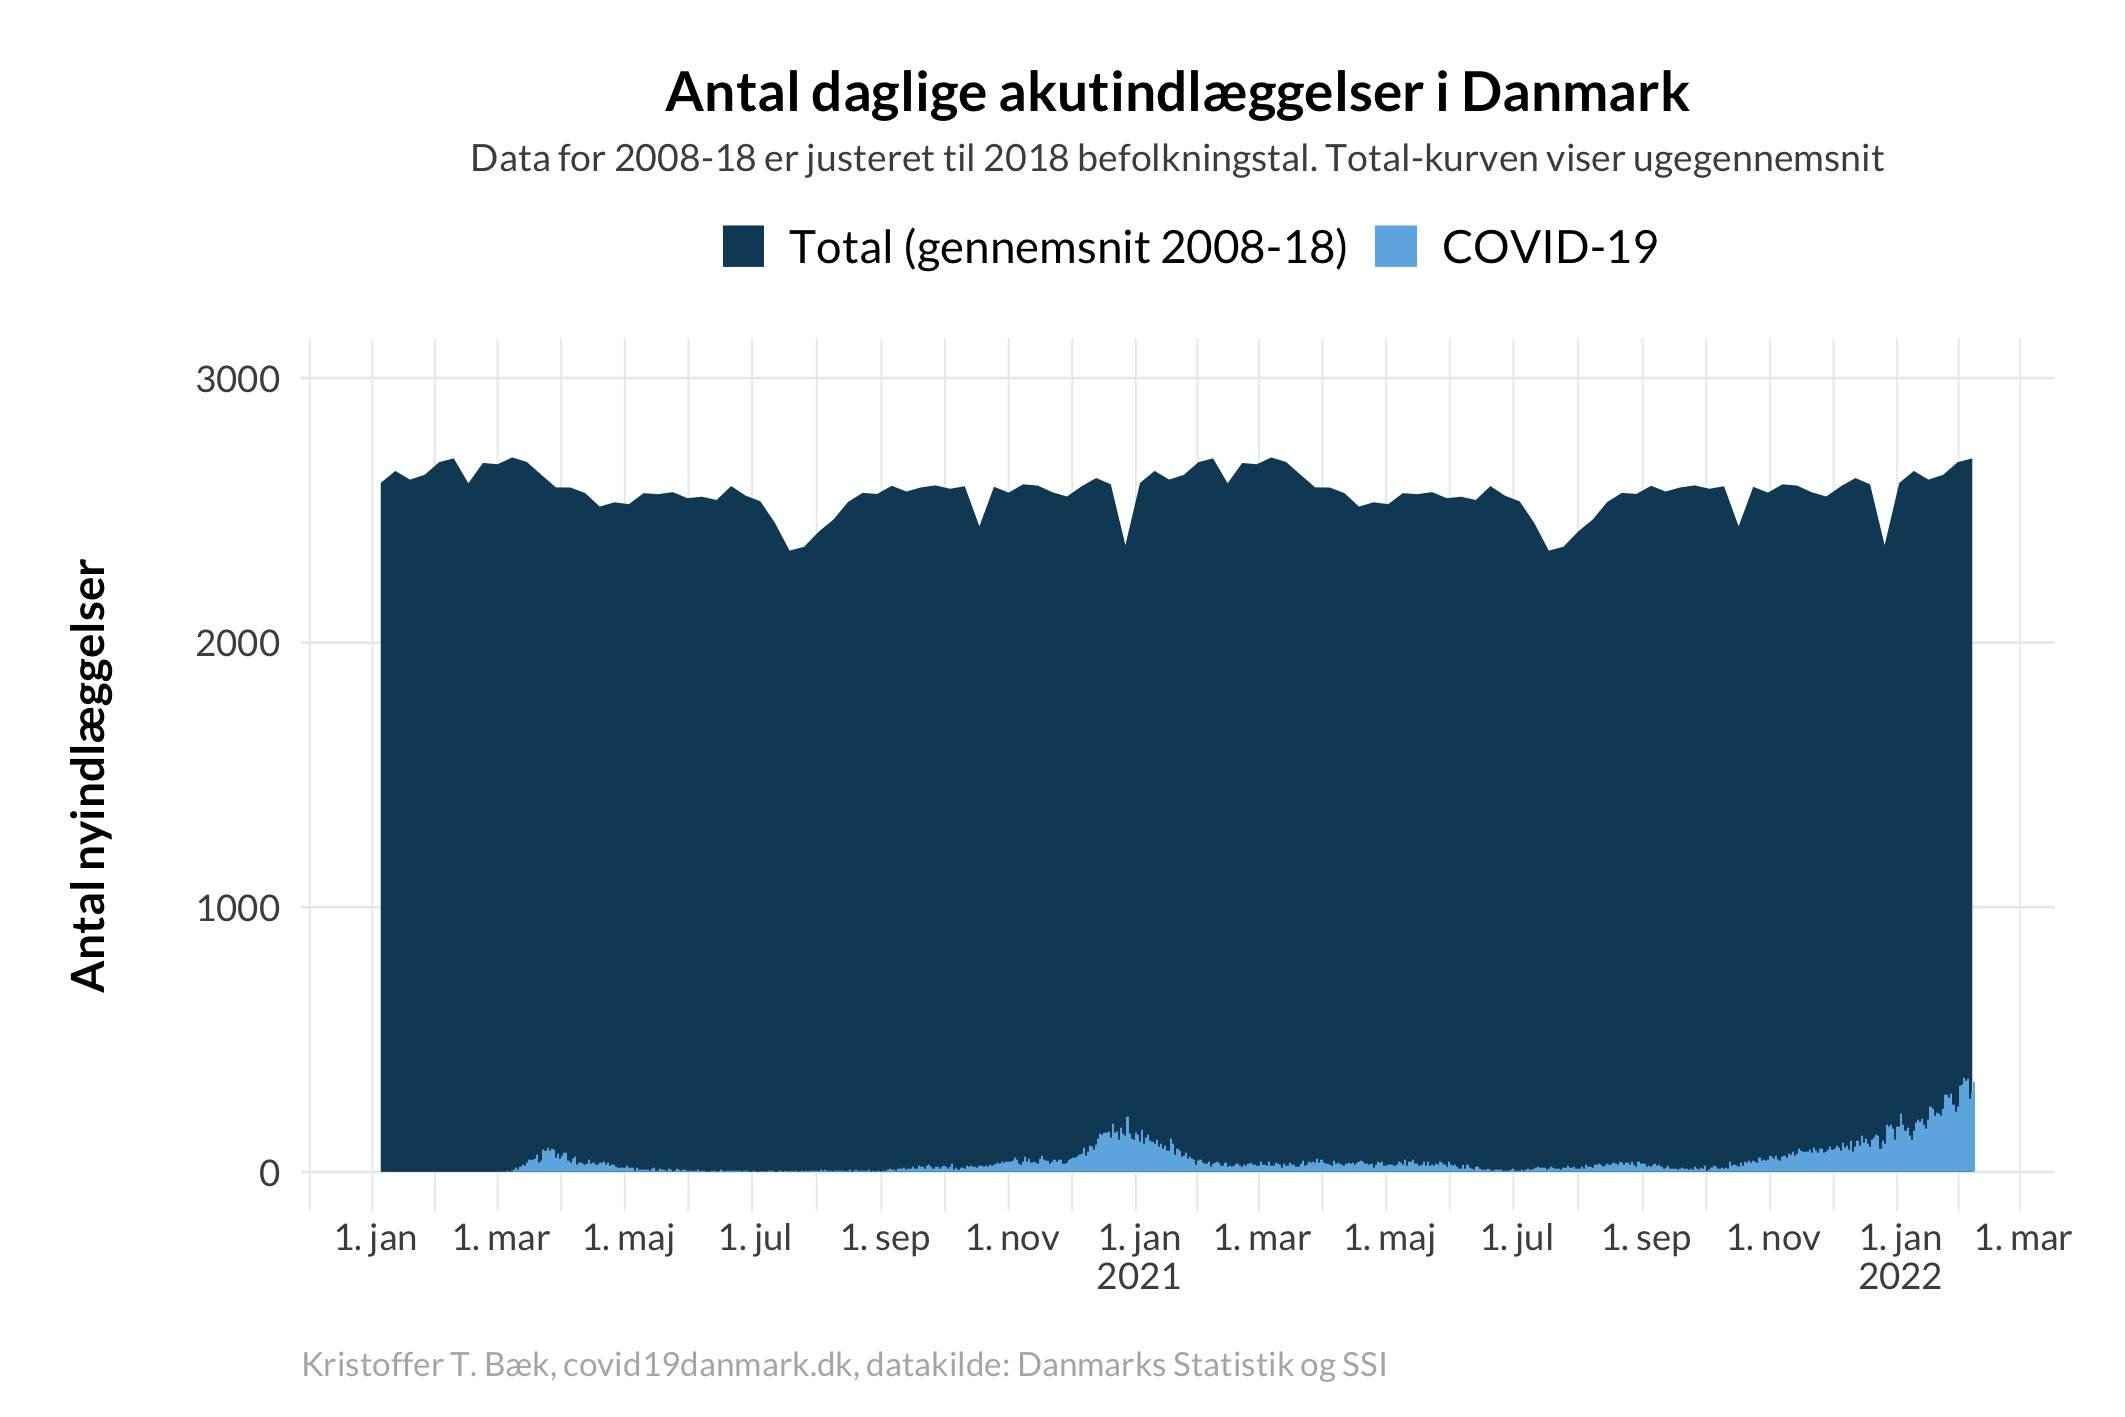 Antal daglige akutindlæggelser i Danmark
Data for 2008-18 er justeret til 2018 befolkningstal. Total-kurven viser ugegennemsnit
Total (gennemsnit 2008-18) COVID-19
Antal nyindlæggelser
3000
2000
1000
0
1. jan 1. mar 1. maj 1. jul 1. sep 1. nov 1. jan 1. mar 1. maj 1. jul 1. sep 1. nov 1. jan 1. mar
2021 2022
Kristoffer T. Bæk, covid19danmark.dk, datakilde: Danmarks Statistik og SSI